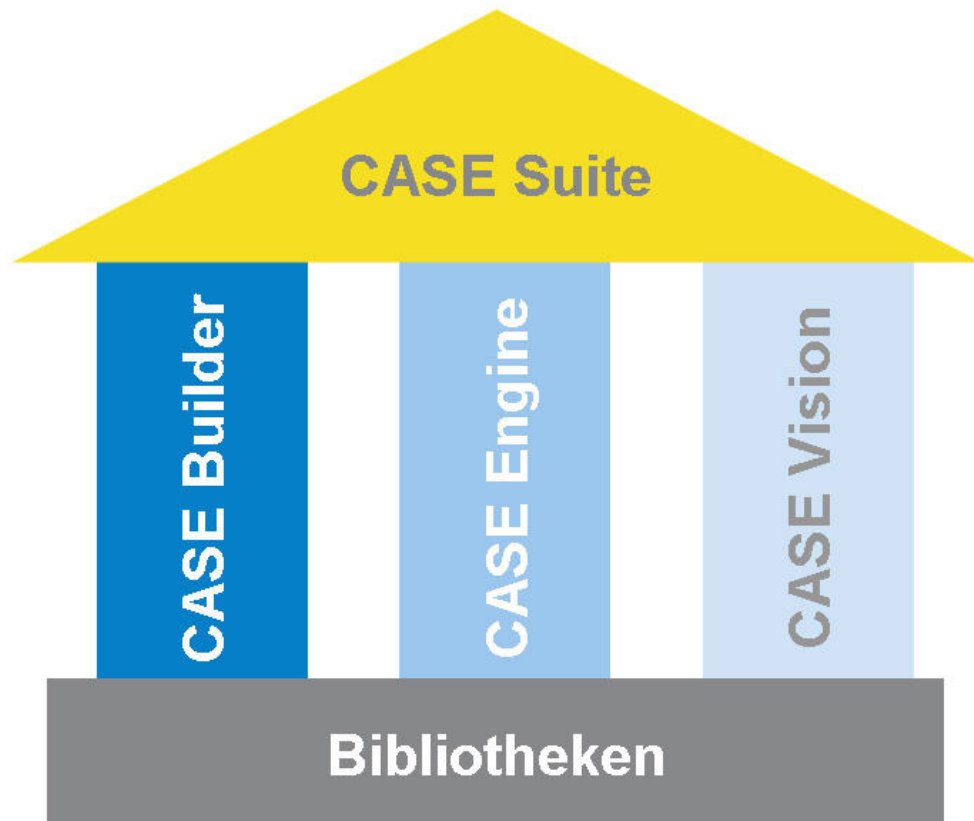 CASE Suite
CASE Builder
CASE Engine
CASE Vision
Bibliotheken